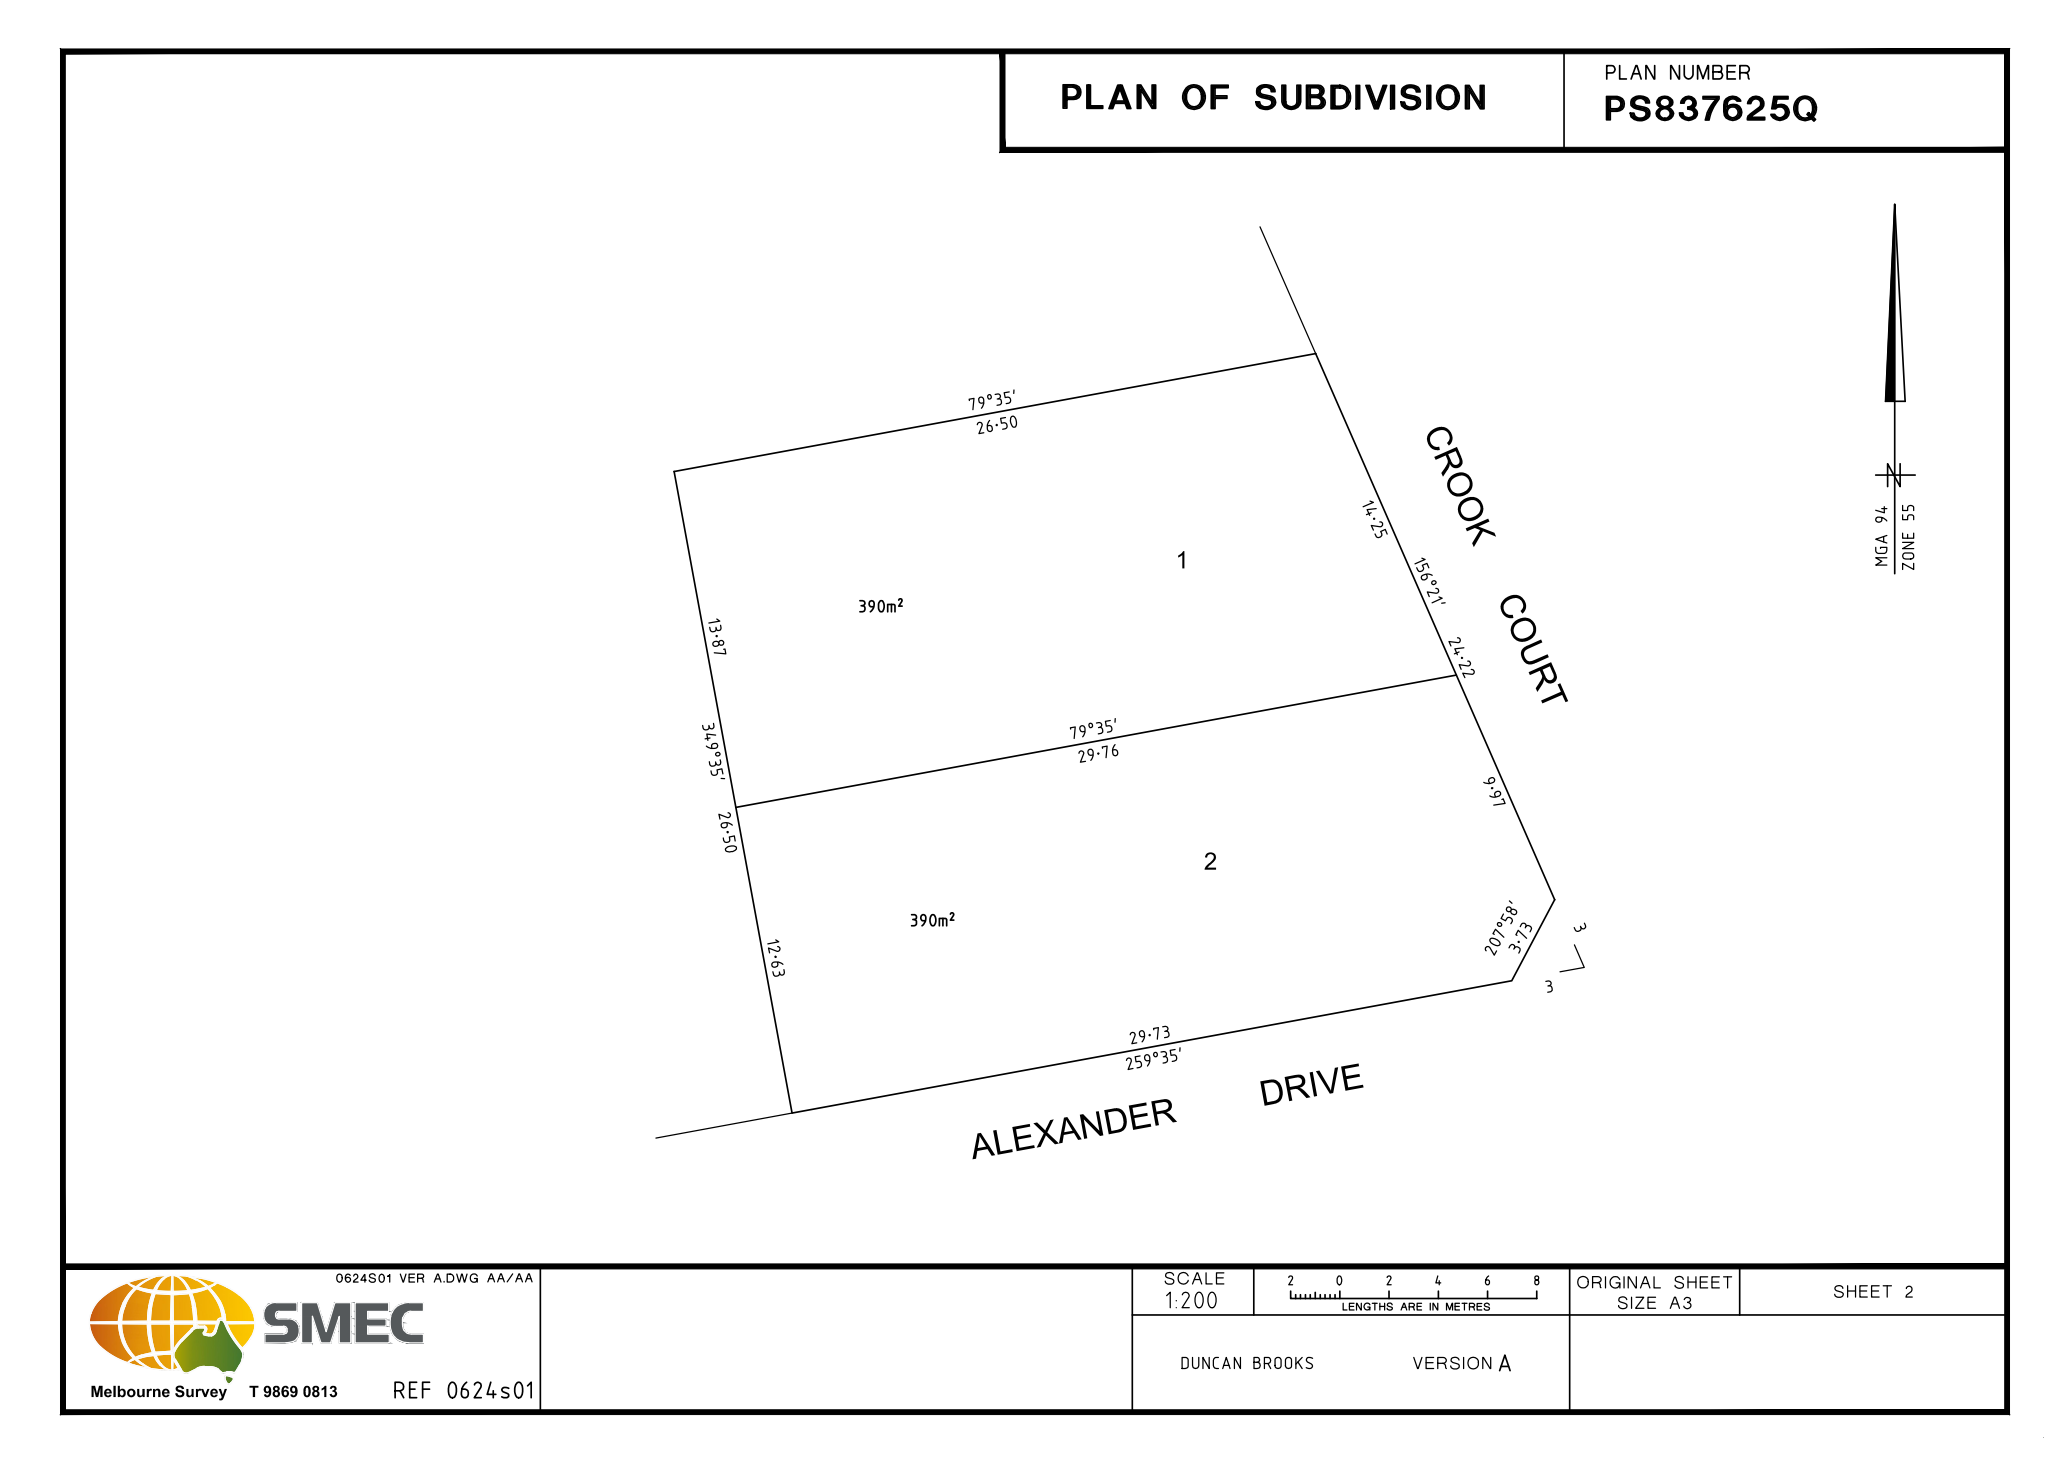 PLAN OF SUBDIVISION
PLAN NUMBER
PS837625Q
79°35'
26·50
CROOK COURT
14·25
156°21'
24·22
9·97
1
390m²
13·87
349°35'
26·50
12·63
79°35'
29·76
2
390m²
207°58'
3·73
3
3
29·73
259°35'
ALEXANDER DRIVE
N
MGA 94
ZONE 55
0624S01 VER A.DWG AA/AA
SMEC
Melbourne Survey T 9869 0813
REF 0624s01
SCALE
1:200
2 0 2 4 6 8
LENGTHS ARE IN METRES
ORIGINAL SHEET
SIZE A3
SHEET 2
DUNCAN BROOKS
VERSION A